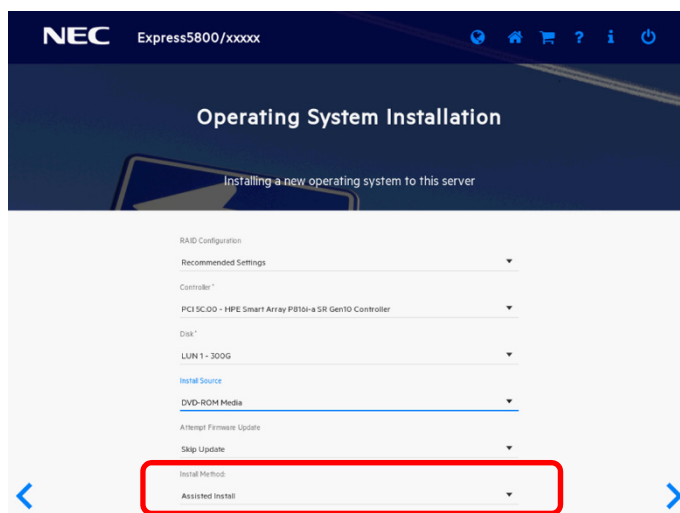 NEC Express5800/xxxxx
Operating System Installation
Installing a new operating system to this server
RAID Configuration
Recommended Settings
Controller*
PCI 5C:00 - HPE Smart Array P816i-a SR Gen10 Controller
Disk*
LUN 1 - 300G
Install Source
DVD-ROM Media
Attempt Firmware Update
Skip Update
Install Method:
Assisted Install